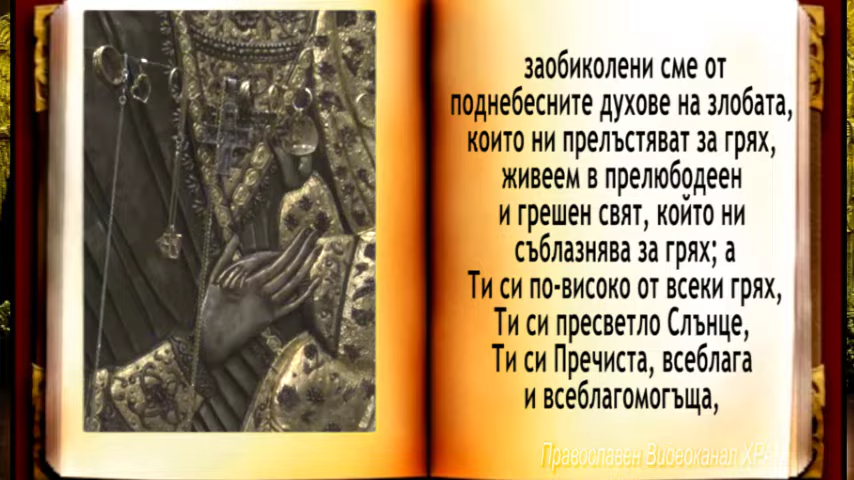 заобиколени сме от
поднебесните духове на злобата,
които ни прелъстяват за грях,
живеем в прелюбодеен
и грешен свят, който ни
съблазнява за грях; а
Ти си по-високо от всеки грях,
Ти си пресветло Слънце,
Ти си Пречиста, всеблага
и всеблагомогъща,
Православен